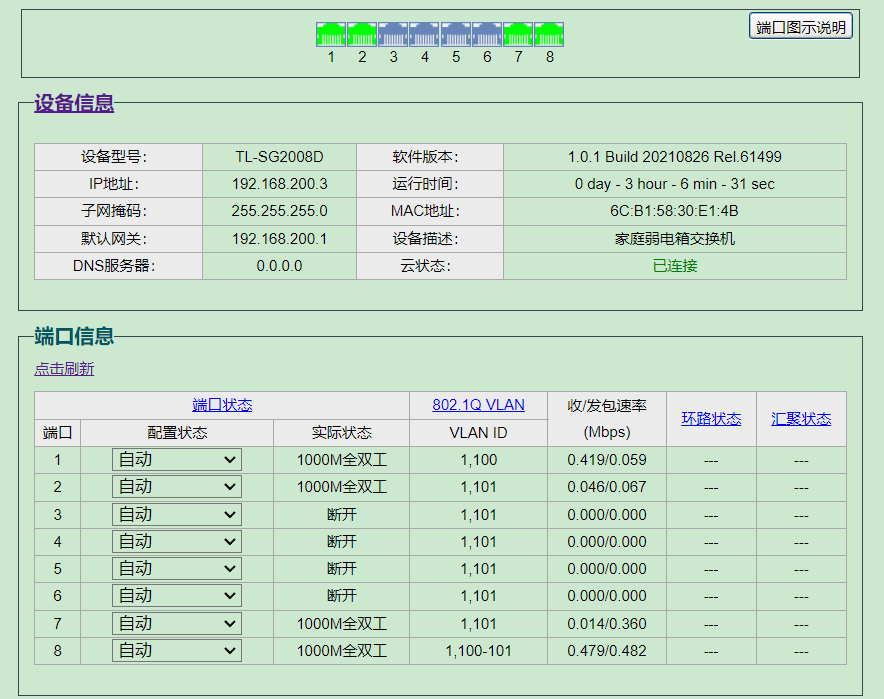 端口图示说明
1 2 3 4 5 6 7 8
设备信息
设备型号： TL-SG2008D 软件版本： 1.0.1 Build 20210826 Rel.61499
IP地址： 192.168.200.3 运行时间： 0 day - 3 hour - 6 min - 31 sec
子网掩码： 255.255.255.0 MAC地址： 6C:B1:58:30:E1:4B
默认网关： 192.168.200.1 设备描述： 家庭弱电箱交换机
DNS服务器： 0.0.0.0 云状态： 已连接
端口信息
点击刷新
端口状态 802.1Q VLAN 收/发包速率 环路状态 汇聚状态
端口 配置状态 实际状态 VLAN ID (Mbps)
1 自动 1000M全双工 1,100 0.419/0.059 --- ---
2 自动 1000M全双工 1,101 0.046/0.067 --- ---
3 自动 断开 1,101 0.000/0.000 --- ---
4 自动 断开 1,101 0.000/0.000 --- ---
5 自动 断开 1,101 0.000/0.000 --- ---
6 自动 断开 1,101 0.000/0.000 --- ---
7 自动 1000M全双工 1,101 0.014/0.360 --- ---
8 自动 1000M全双工 1,100-101 0.479/0.482 --- ---